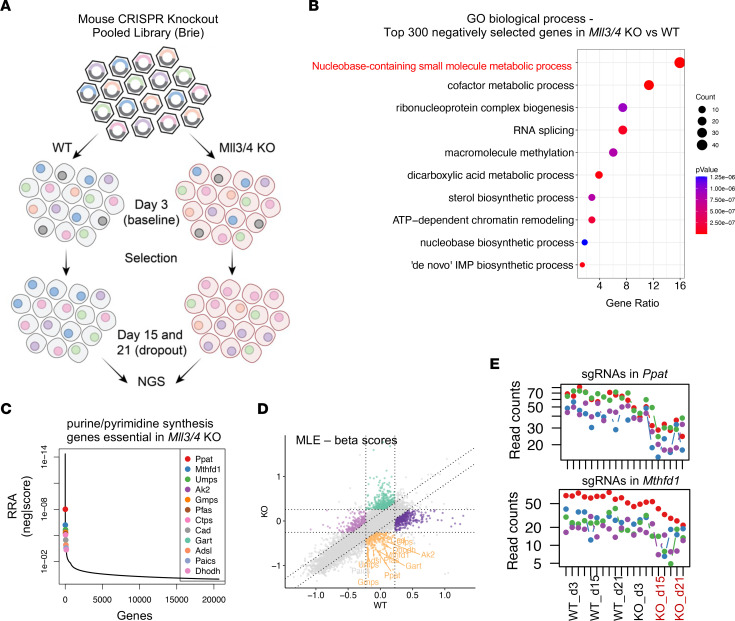 A
Mouse CRISPR Knockout
Pooled Library (Brie)
WT
Mll3/4 KO
Day 3
(baseline)
Selection
Day 15 and
21 (dropout)
NGS
B
GO biological process -
Top 300 negatively selected genes in Mll3/4 KO vs WT
Nucleobase-containing small molecule metabolic process
cofactor metabolic process
ribonucleoprotein complex biogenesis
RNA splicing
macromolecule methylation
dicarboxylic acid metabolic process
sterol biosynthetic process
ATP-dependent chromatin remodeling
nucleobase biosynthetic process
'de novo' IMP biosynthetic process
4 8 12 16
Gene Ratio
Count
10
20
30
40
pValue
1.25e-06
1.00e-06
7.50e-07
5.00e-07
2.50e-07
C
purine/pyrimidine synthesis
genes essential in Mll3/4 KO
RRA
(neg|score)
1e-14
1e-08
1e-02
0 5000 10000 20000
Genes
Ppat
Mthfd1
Umps
Ak2
Gmps
Pfas
Ctps
Cad
Gart
Adsl
Paics
Dhodh
D
MLE – beta scores
KO
1
0
−1
−1.0 −0.5 0.0 0.5 1.0
WT
Ak2
Gart
Ppat
Gmps
E
sgRNAs in Ppat
Read counts
70
50
30
20
sgRNAs in Mthfd1
Read counts
50
20
10
5
WT_d3
WT_d15
WT_d21
KO_d3
KO_d15
KO_d21